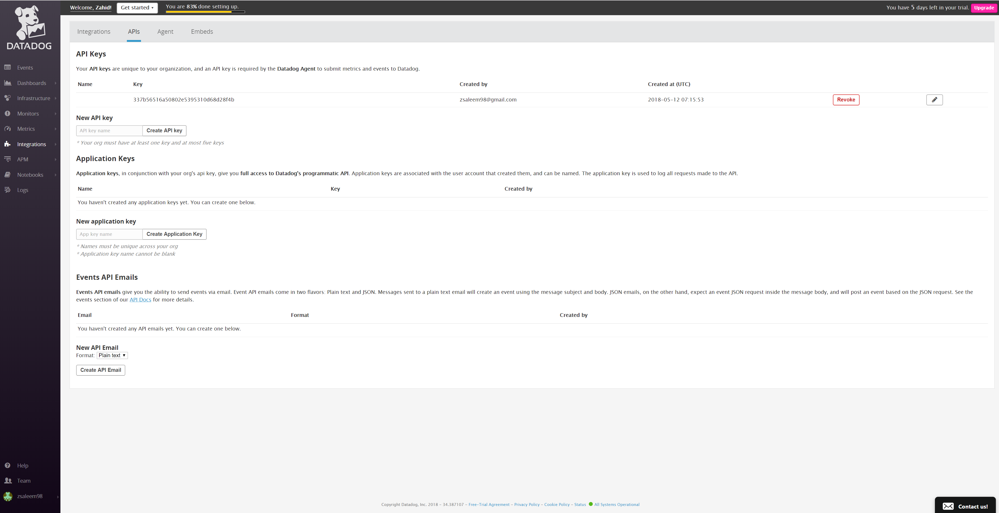 DATADOG
Events
Dashboards
Infrastructure
Monitors
Metrics
Integrations
APM
Notebooks
Logs
Help
Team
zsaleem98
Welcome, Zahid!
Get started
You are 83% done setting up.
You have 5 days left in your trial.
Upgrade
Integrations APIs Agent Embeds
API Keys
Your API keys are unique to your organization, and an API key is required by the Datadog Agent to submit metrics and events to Datadog.
Name Key Created by Created at (UTC)
337b56516a50802e5395310d68d28f4b zsaleem98@gmail.com 2018-05-12 07:15:53 Revoke
New API key
API key name Create API key
* Your org must have at least one key and at most five keys
Application Keys
Application keys, in conjunction with your org's api key, give you full access to Datadog's programmatic API. Application keys are associated with the user account that created them, and can be named. The application key is used to log all requests made to the API.
Name Key Created by
You haven't created any application keys yet. You can create one below.
New application key
App key name Create Application Key
* Names must be unique across your org
* Application key name cannot be blank
Events API Emails
Events API emails give you the ability to send events via email. Event API emails come in two flavors: Plain text and JSON. Messages sent to a plain text email will create an event using the message subject and body. JSON emails, on the other hand, expect an event JSON request inside the message body, and will post an event based on the JSON request. See the
events section of our API Docs for more details.
Email Format Created by
You haven't created any API emails yet. You can create one below.
New API Email
Format: Plain text
Create API Email
Copyright Datadog, Inc. 2018 - 34.387107 - Free-Trial Agreement - Privacy Policy - Cookie Policy - Status All Systems Operational
Contact us!